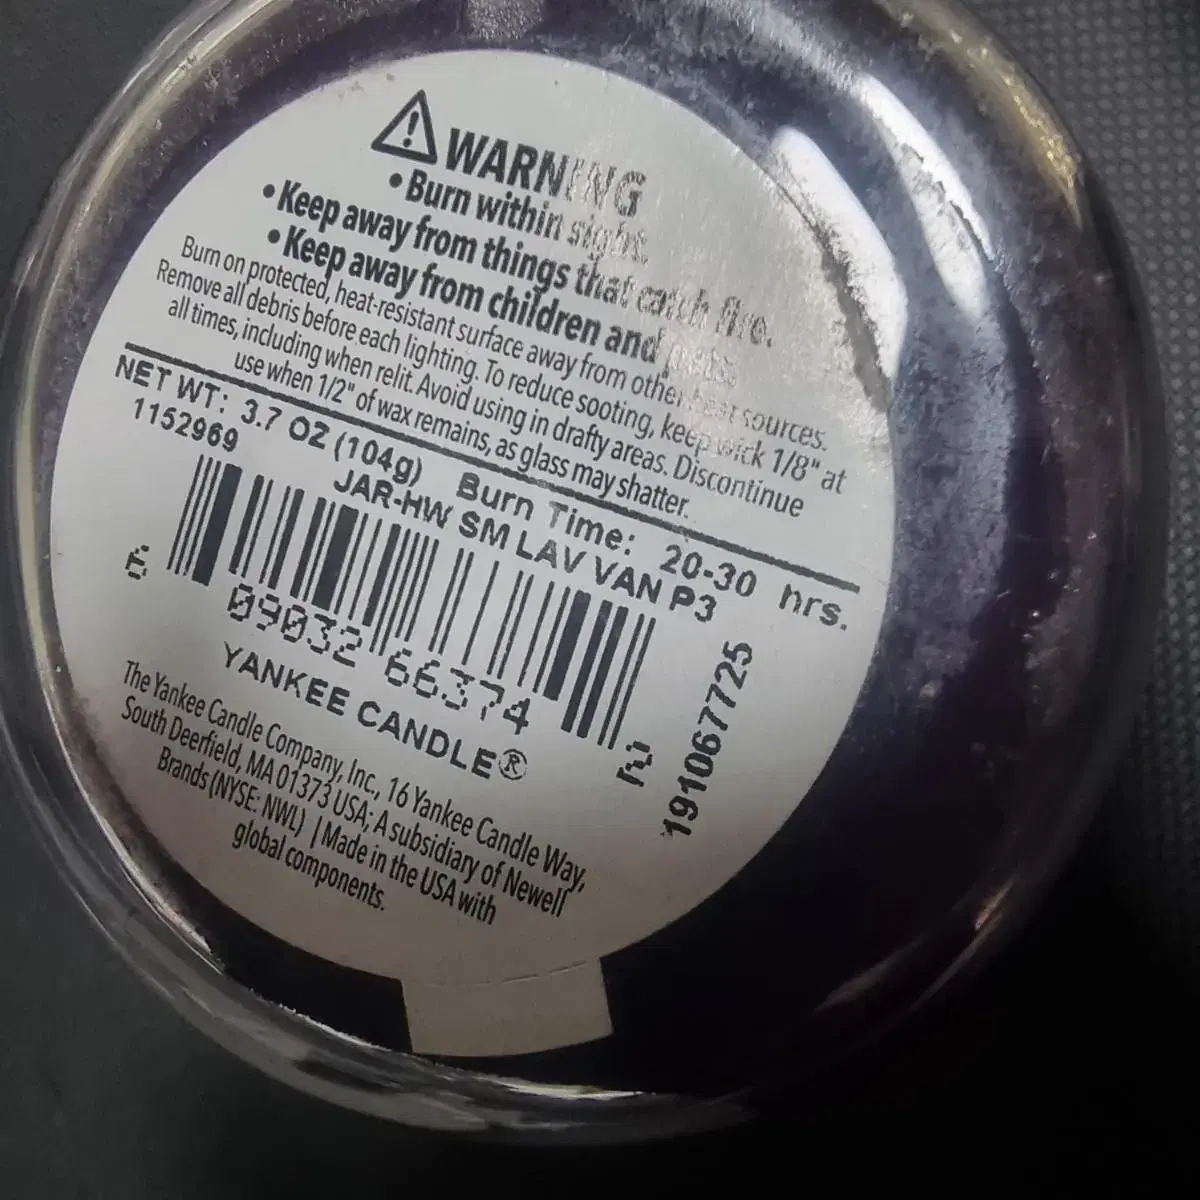 WARNING
• Burn within sight.
• Keep away from things that catch fire.
• Keep away from children and pets.
Burn on protected, heat-resistant surface away from other heat sources.
Remove all debris before each lighting. To reduce sooting, keep wick 1/8" at
all times, including when relit. Avoid using in drafty areas. Discontinue
use when 1/2" of wax remains, as glass may shatter.
NET WT: 3.7 OZ (104g) Burn Time: 20-30 hrs.
1152969
JAR-HW SM LAV VAN P3
6 09032 66374 2
191067725
YANKEE CANDLE®
The Yankee Candle Company, Inc., 16 Yankee Candle Way,
South Deerfield, MA 01373 USA; A subsidiary of Newell
Brands (NYSE: NWL) | Made in the USA with
global components.